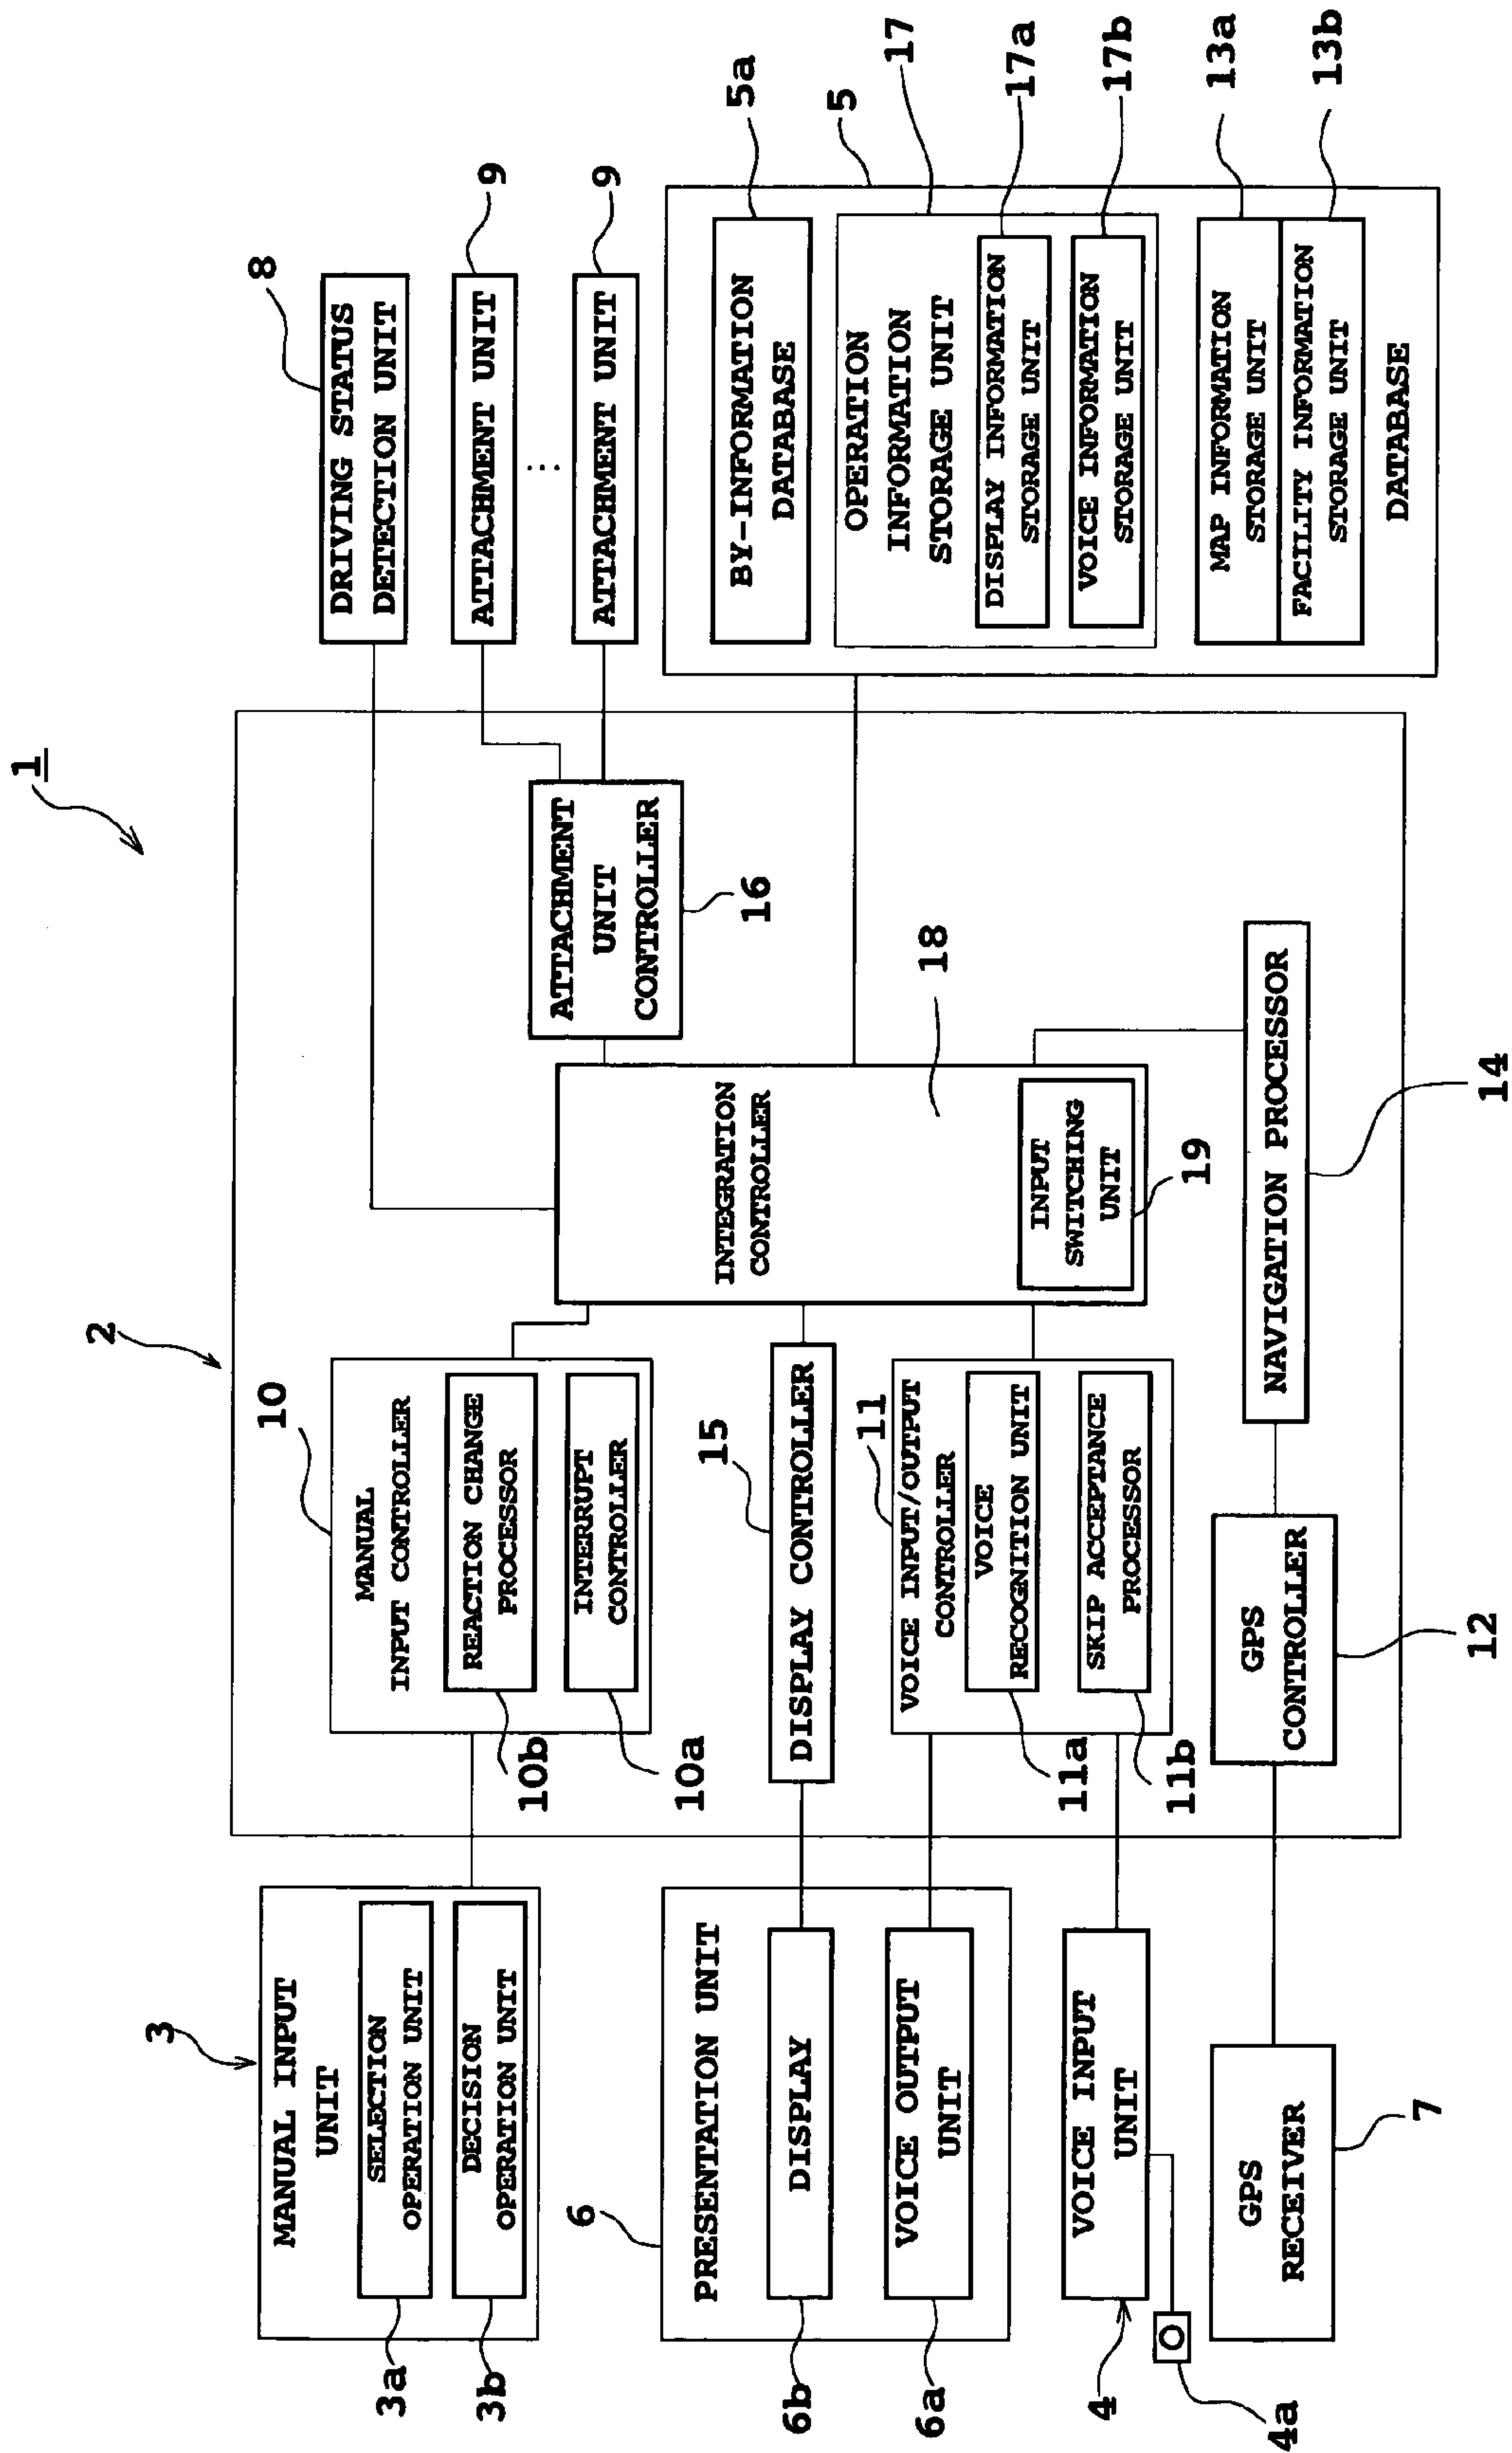 1
2
3
MANUAL INPUT
UNIT
SELECTION
OPERATION UNIT
DECISION
OPERATION UNIT
3a
3b
10
MANUAL
INPUT CONTROLLER
REACTION CHANGE
PROCESSOR
INTERRUPT
CONTROLLER
10b
10a
8
DRIVING STATUS
DETECTION UNIT
9
ATTACHMENT UNIT
...
9
ATTACHMENT UNIT
ATTACHMENT
UNIT
CONTROLLER
16
6
PRESENTATION UNIT
DISPLAY
VOICE OUTPUT
UNIT
6b
6a
15
DISPLAY CONTROLLER
INTEGRATION
CONTROLLER
18
INPUT
SWITCHING
UNIT
19
11
VOICE INPUT/OUTPUT
CONTROLLER
VOICE
RECOGNITION UNIT
SKIP ACCEPTANCE
PROCESSOR
11a
11b
VOICE INPUT
UNIT
4
4a
GPS
RECEIVER
7
GPS
CONTROLLER
12
NAVIGATION PROCESSOR
14
5a
BY-INFORMATION
DATABASE
5
17
OPERATION
INFORMATION
STORAGE UNIT
DISPLAY INFORMATION
STORAGE UNIT
17a
VOICE INFORMATION
STORAGE UNIT
17b
MAP INFORMATION
STORAGE UNIT
13a
FACILITY INFORMATION
STORAGE UNIT
13b
DATABASE